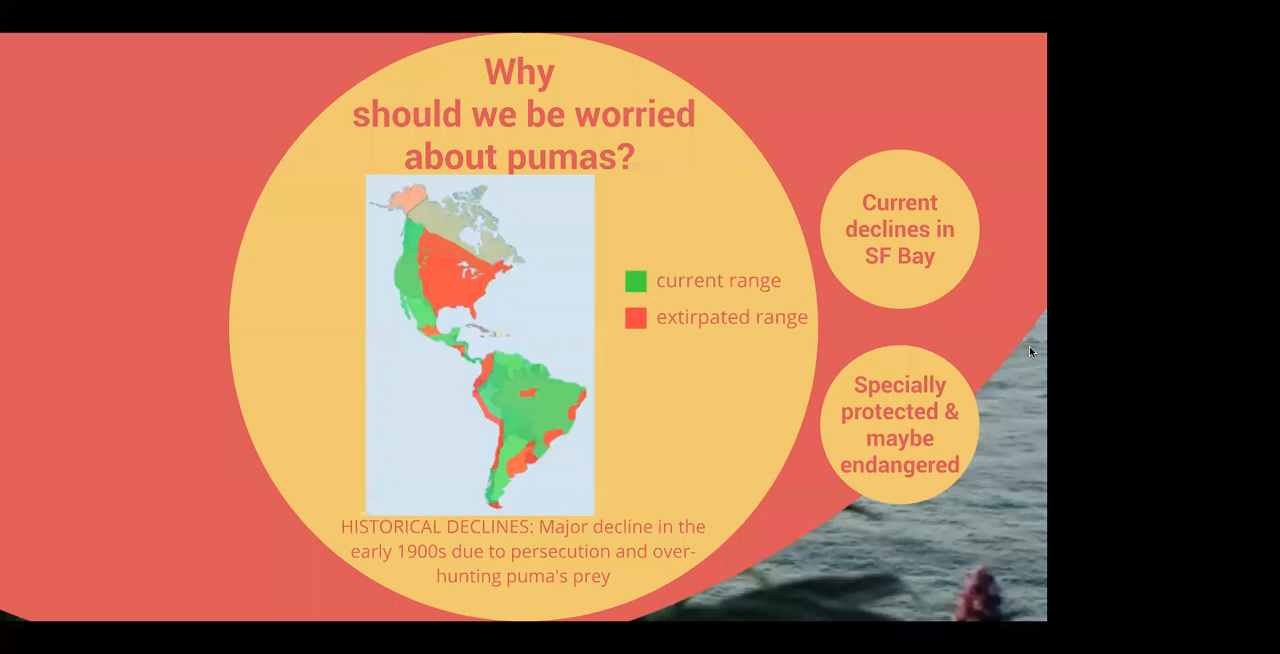 Why
should we be worried
about pumas?
current range
extirpated range
HISTORICAL DECLINES: Major decline in the
early 1900s due to persecution and over-
hunting puma's prey
Current
declines in
SF Bay
Specially
protected &
maybe
endangered